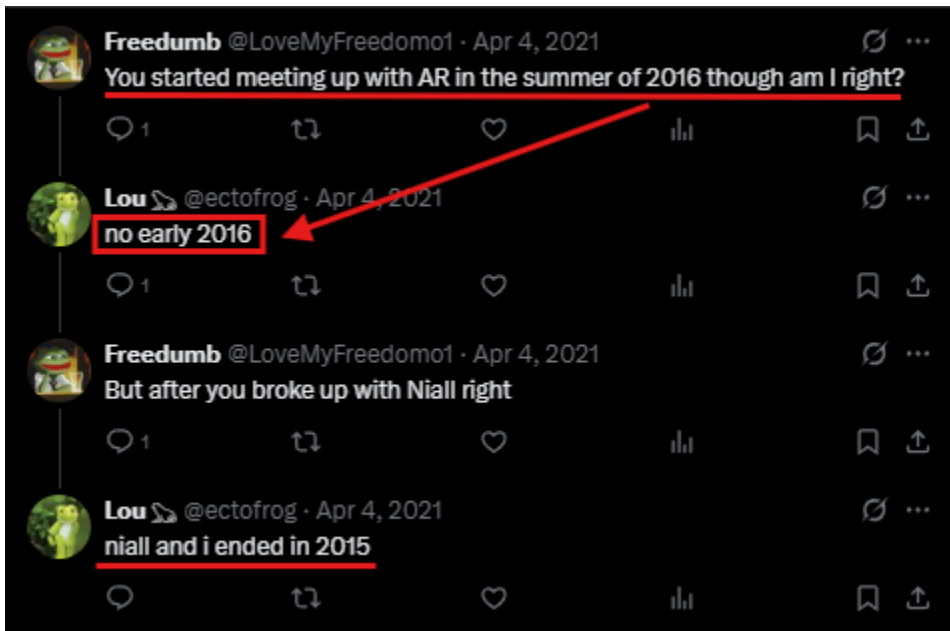 Freedumb @LoveMyFreedomo1 · Apr 4, 2021
You started meeting up with AR in the summer of 2016 though am I right?
1
Lou @ectofrog · Apr 4, 2021
no early 2016
1
Freedumb @LoveMyFreedomo1 · Apr 4, 2021
But after you broke up with Niall right
1
Lou @ectofrog · Apr 4, 2021
niall and i ended in 2015